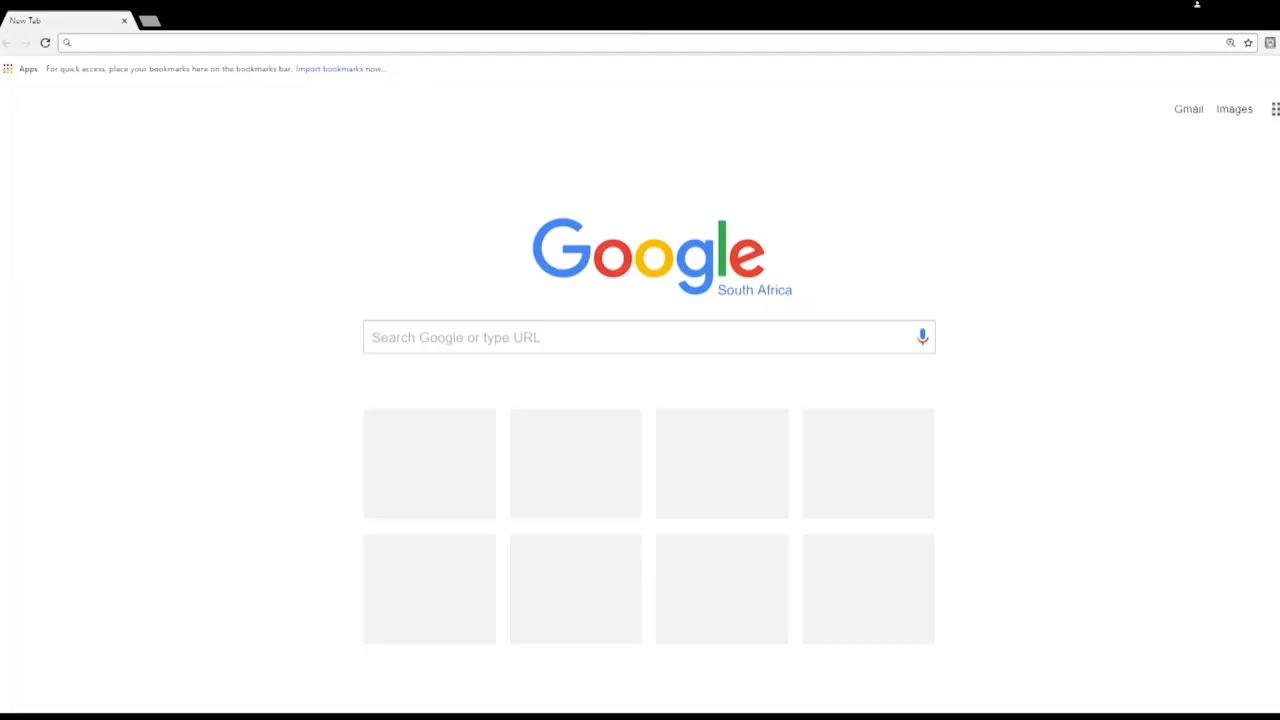 New Tab
Apps For quick access, place your bookmarks here on the bookmarks bar. Import bookmarks now...
Gmail Images
Google
South Africa
Search Google or type URL